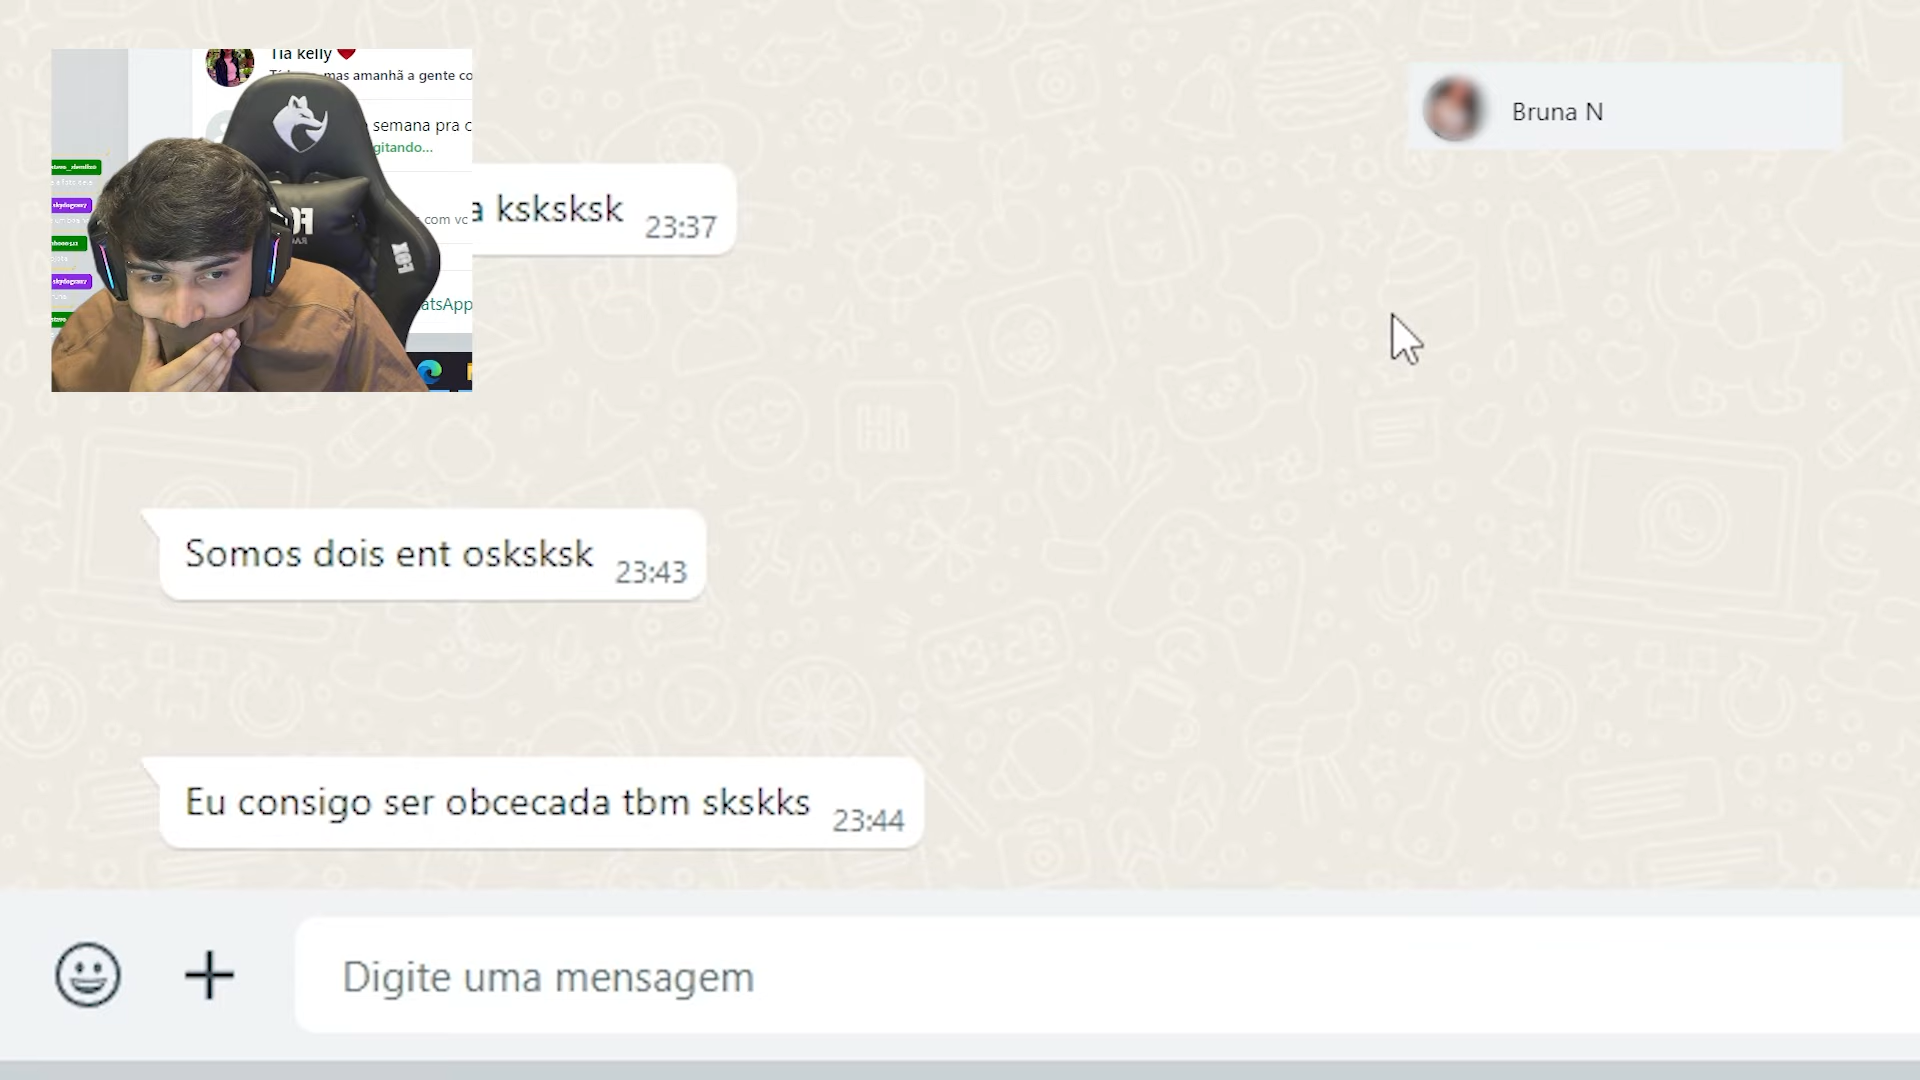 Tia kelly ❤️
mas amanhã a gente co
semana pra c
gitando...
com vc
atsApp
FOX
Bruna N
a ksksksk 23:37
Somos dois ent osksksk 23:43
Eu consigo ser obcecada tbm skskks 23:44
Digite uma mensagem